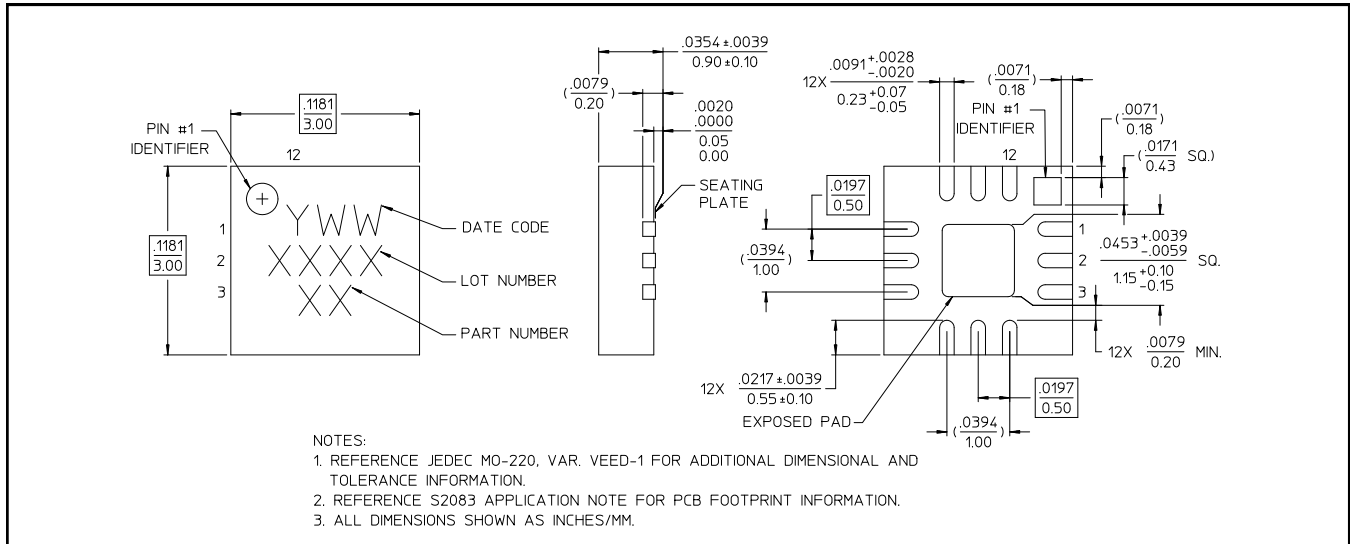 .1181
3.00
PIN #1
IDENTIFIER
12
.1181
3.00
1
2
3
Y W W
X X X X
X X
DATE CODE
LOT NUMBER
PART NUMBER
.0354 ±.0039
0.90 ±0.10
(.0079
0.20)
.0020
.0000
0.05
0.00
SEATING
PLATE
12X .0091 +.0028
-.0020
0.23 +0.07
-0.05
(.0071
0.18)
PIN #1
IDENTIFIER
12
(.0071
0.18)
(.0171
0.43 SQ.)
.0197
0.50
(.0394
1.00)
1
2
3
.0453 +.0039
-.0059 SQ.
1.15 +0.10
-0.15
12X .0079 MIN.
0.20
12X .0217 ±.0039
0.55 ±0.10
EXPOSED PAD
.0197
0.50
(.0394
1.00)
NOTES:
1. REFERENCE JEDEC MO-220, VAR. VEED-1 FOR ADDITIONAL DIMENSIONAL AND
TOLERANCE INFORMATION.
2. REFERENCE S2083 APPLICATION NOTE FOR PCB FOOTPRINT INFORMATION.
3. ALL DIMENSIONS SHOWN AS INCHES/MM.